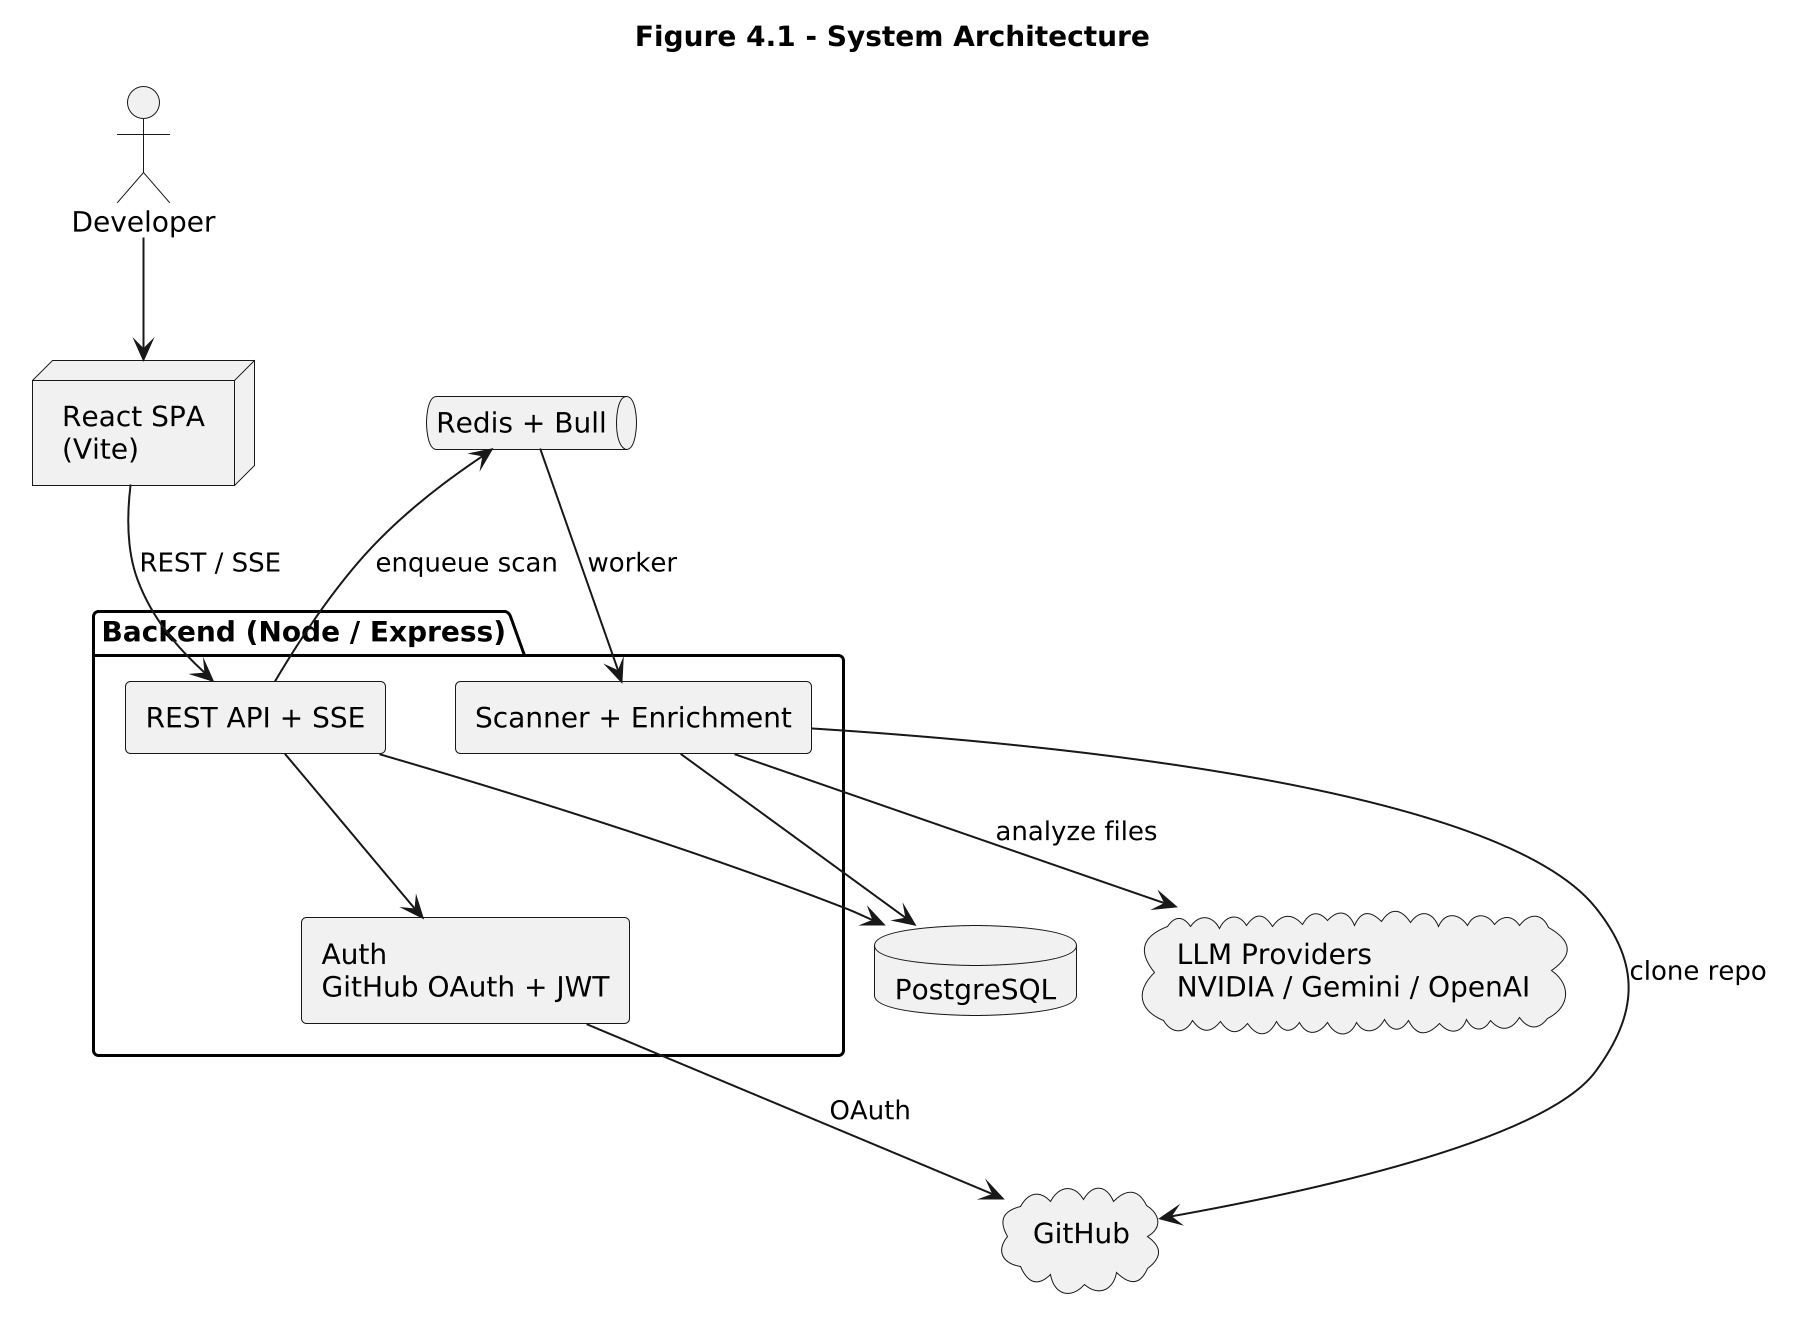 Figure 4.1 - System Architecture
Developer
React SPA
(Vite)
Redis + Bull
REST / SSE
enqueue scan
worker
Backend (Node / Express)
REST API + SSE
Scanner + Enrichment
analyze files
Auth
GitHub OAuth + JWT
PostgreSQL
LLM Providers
NVIDIA / Gemini / OpenAI
clone repo
OAuth
GitHub